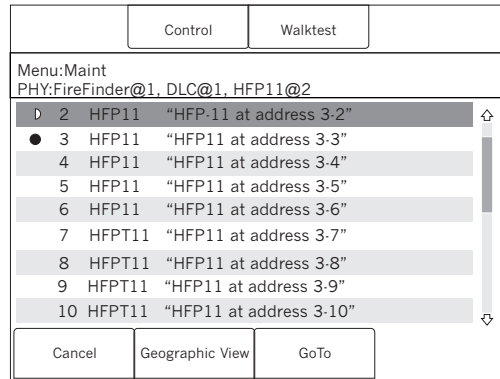 Control Walktest
Menu:Maint
PHY:FireFinder@1, DLC@1, HFP11@2
2 HFP11 “HFP-11 at address 3-2”
3 HFP11 “HFP11 at address 3-3”
4 HFP11 “HFP11 at address 3-4”
5 HFP11 “HFP11 at address 3-5”
6 HFP11 “HFP11 at address 3-6”
7 HFPT11 “HFP11 at address 3-7”
8 HFPT11 “HFP11 at address 3-8”
9 HFPT11 “HFP11 at address 3-9”
10 HFPT11 “HFP11 at address 3-10”
Cancel Geographic View GoTo